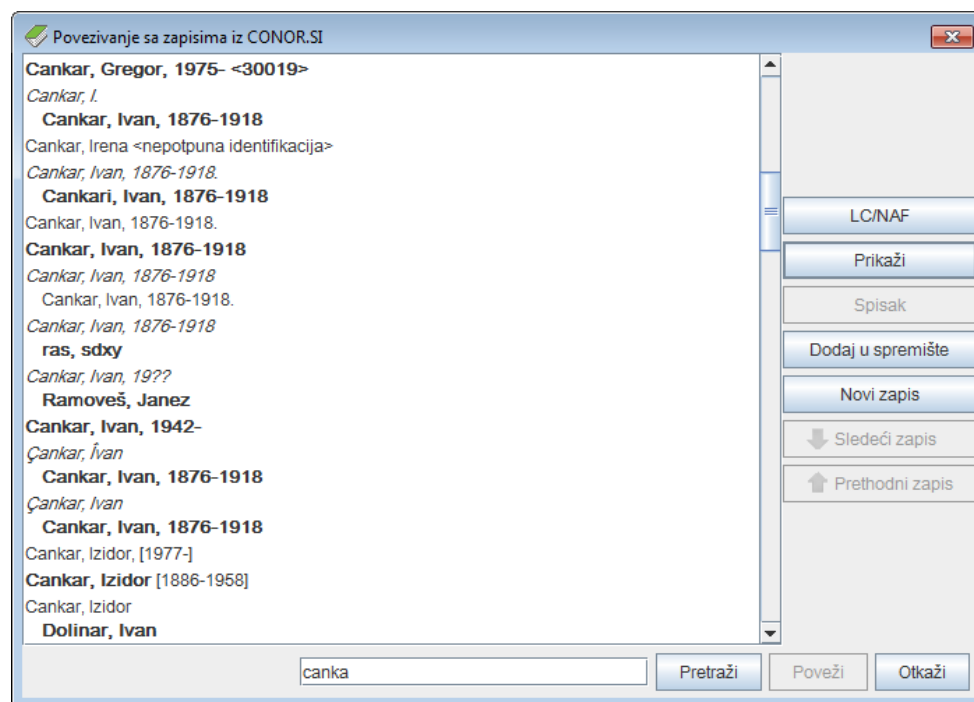 Povezivanje sa zapisima iz CONOR.SI
Cankar, Gregor, 1975- <30019>
Cankar, I.
Cankar, Ivan, 1876-1918
Cankar, Irena <nepotpuna identifikacija>
Cankar, Ivan, 1876-1918.
Cankari, Ivan, 1876-1918
Cankar, Ivan, 1876-1918.
Cankar, Ivan, 1876-1918
Cankar, Ivan, 1876-1918
Cankar, Ivan, 1876-1918.
Cankar, Ivan, 1876-1918
ras, sdxy
Cankar, Ivan, 19??
Ramoveš, Janez
Cankar, Ivan, 1942-
Çankar, Îvan
Cankar, Ivan, 1876-1918
Çankar, Ivan
Cankar, Ivan, 1876-1918
Cankar, Izidor, [1977-]
Cankar, Izidor [1886-1958]
Cankar, Izidor
Dolinar, Ivan
LC/NAF
Prikaži
Spisak
Dodaj u spremište
Novi zapis
Sledeći zapis
Prethodni zapis
canka
Pretraži
Poveži
Otkaži